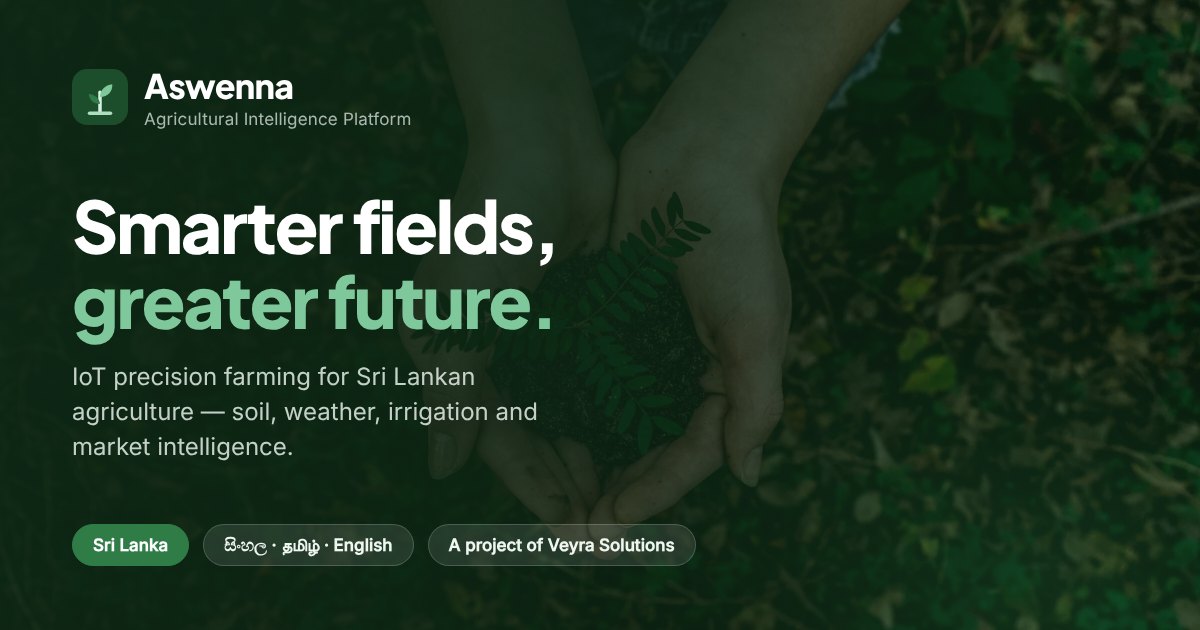 Aswenna
Agricultural Intelligence Platform
Smarter fields,
greater future.
IoT precision farming for Sri Lankan
agriculture — soil, weather, irrigation and
market intelligence.
Sri Lanka
සිංහල · தமிழ் · English
A project of Veyra Solutions